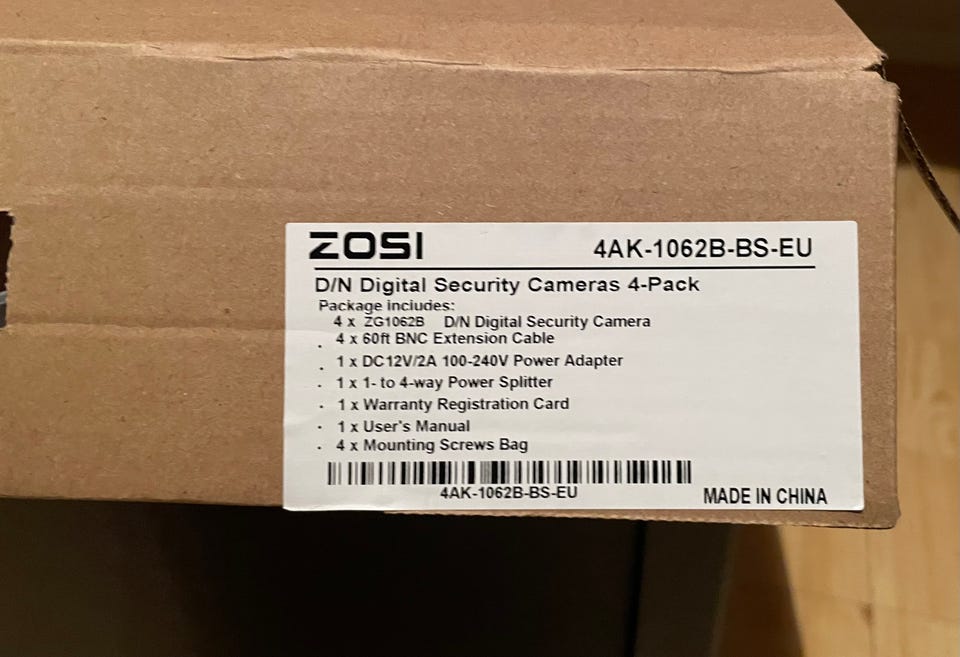 ZOSI 4AK-1062B-BS-EU
D/N Digital Security Cameras 4-Pack
Package includes:
4 x ZG1062B D/N Digital Security Camera
. 4 x 60ft BNC Extension Cable
. 1 x DC12V/2A 100-240V Power Adapter
· 1 x 1- to 4-way Power Splitter
· 1 x Warranty Registration Card
· 1 x User's Manual
· 4 x Mounting Screws Bag
4AK-1062B-BS-EU
MADE IN CHINA